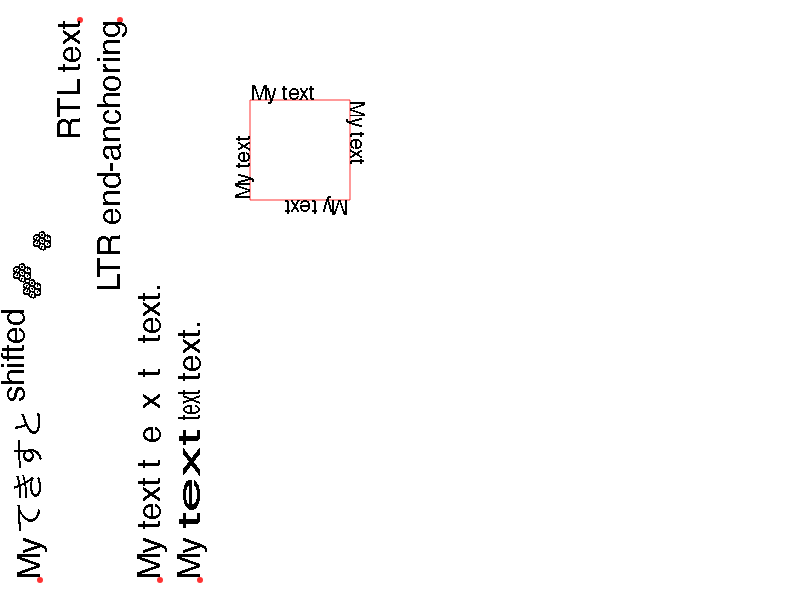 My てきすと shifted
RTL text.
LTR end-anchoring.
My text t e x t text.
My text text text.
My text
My text
My text
My text